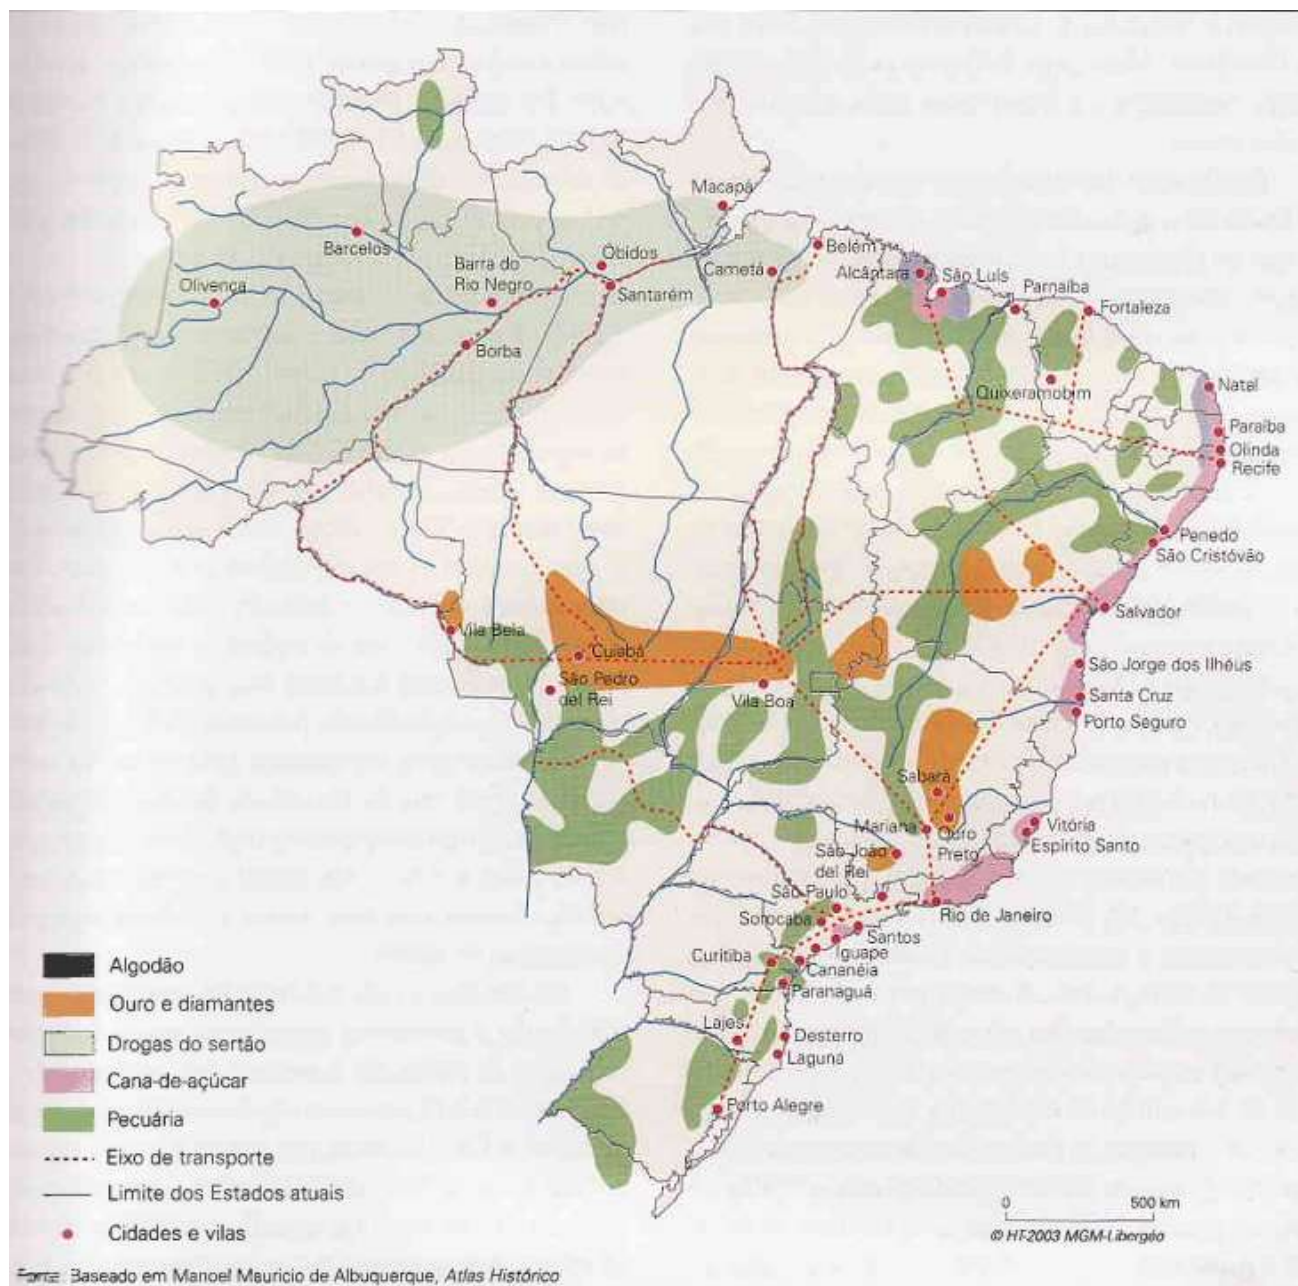 Macapá
Belém
Barcelos
Óbidos
Cametá
Alcântara
São Luís
Barra do
Rio Negro
Parnaíba
Olivença
Santarém
Fortaleza
Borba
Natal
Quixeramobim
Paraíba
Olinda
Recife
Penedo
São Cristóvão
Salvador
Vila Bela
Cuiabá
São Jorge dos Ilhéus
São Pedro
del Rei
Vila Boa
Santa Cruz
Porto Seguro
Sabará
Mariana
Ouro
Preto
Vitória
Espírito Santo
São João
del Rei
São Paulo
Rio de Janeiro
Sorocaba
Santos
Iguape
Curitiba
Cananéia
Paranaguá
Lajes
Desterro
Laguna
Porto Alegre
Algodão
Ouro e diamantes
Drogas do sertão
Cana-de-açúcar
Pecuária
Eixo de transporte
Limite dos Estados atuais
Cidades e vilas
0 500 km
© HT-2003 MGM-Libergéo
Fonte: Baseado em Manoel Mauricio de Albuquerque, Atlas Histórico